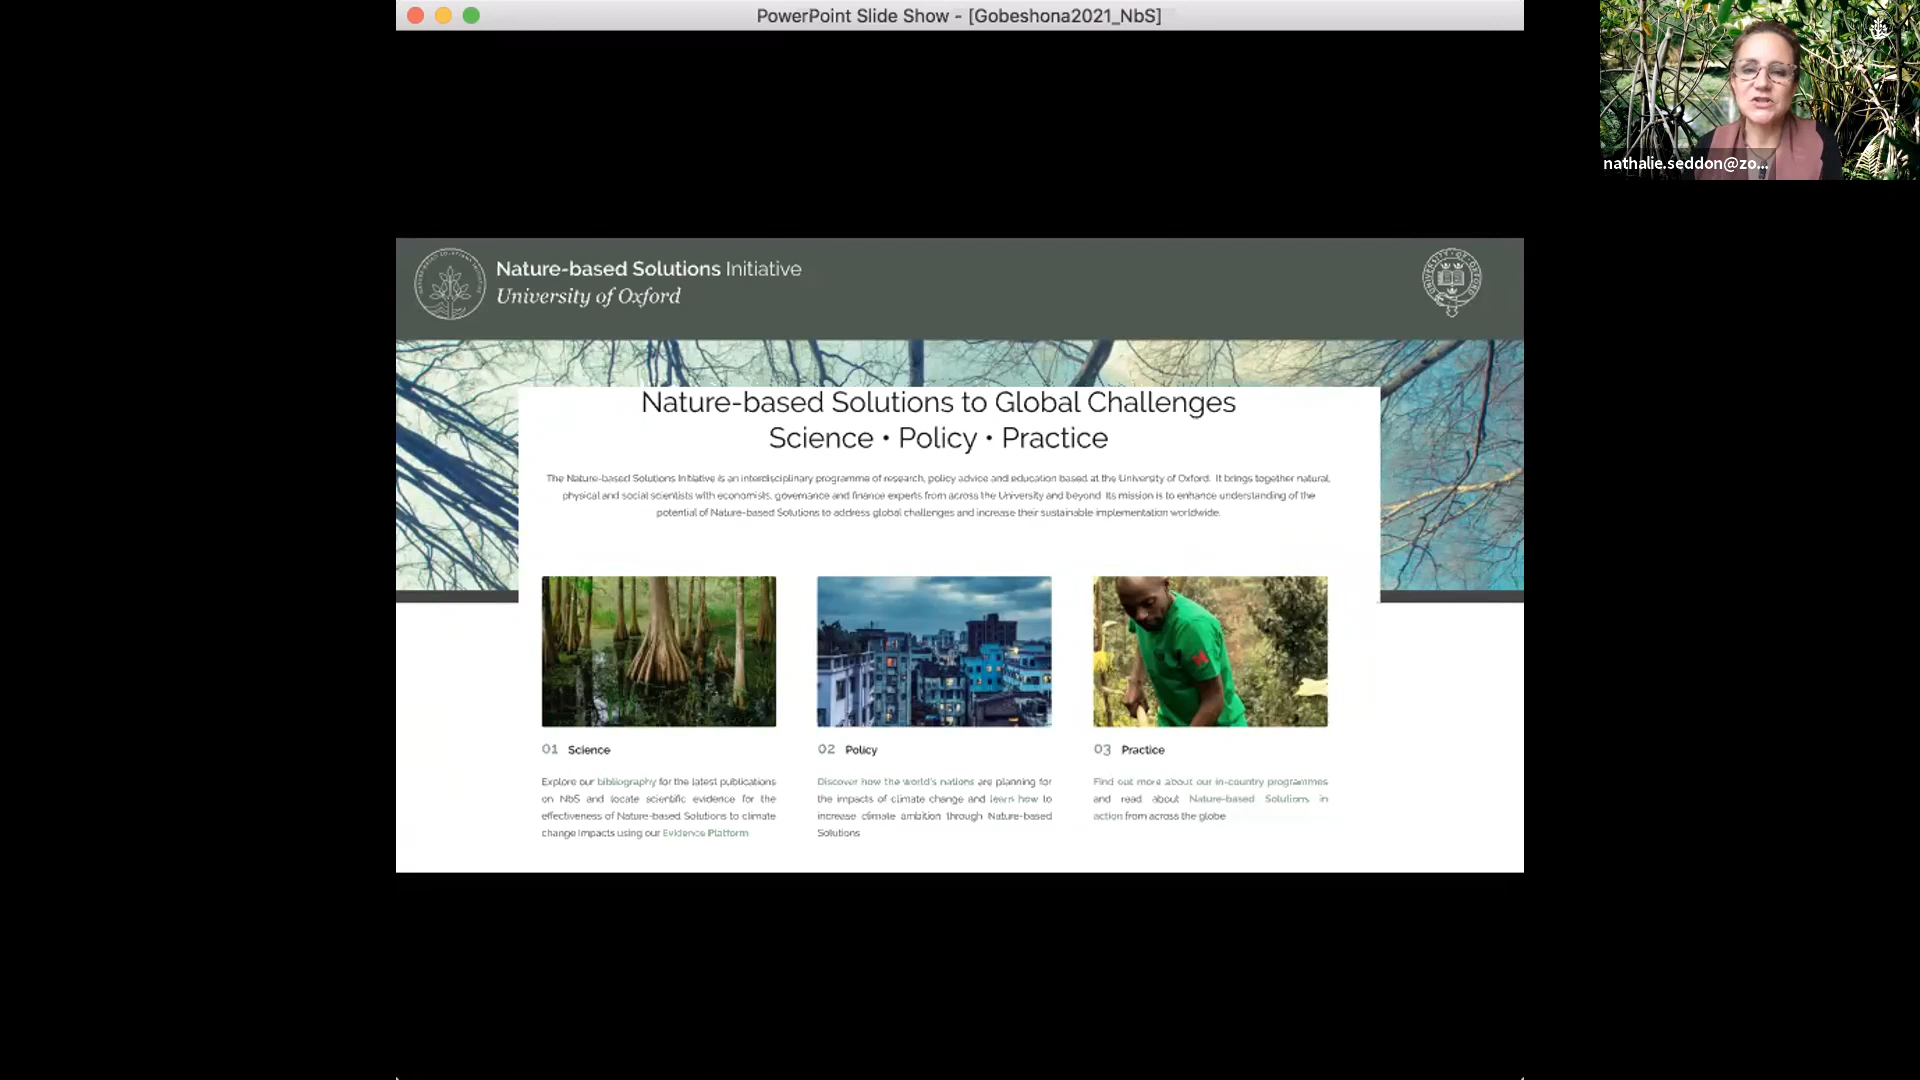 PowerPoint Slide Show - [Gobeshona2021_NbS]
nathalie.seddon@zo...
Nature-based Solutions Initiative
University of Oxford
UNIVERSITY OF OXFORD
Nature-based Solutions to Global Challenges
Science • Policy • Practice
The Nature-based Solutions Initiative is an interdisciplinary programme of research, policy advice and education based at the University of Oxford. It brings together natural,
physical and social scientists with economists, governance and finance experts from across the University and beyond. Its mission is to enhance understanding of the
potential of Nature-based Solutions to address global challenges and increase their sustainable implementation worldwide.
01 Science
Explore our bibliography for the latest publications
on NbS and locate scientific evidence for the
effectiveness of Nature-based Solutions to climate
change impacts using our Evidence Platform
02 Policy
Discover how the world's nations are planning for
the impacts of climate change and learn how to
increase climate ambition through Nature-based
Solutions
03 Practice
Find out more about our in-country programmes
and read about Nature-based Solutions in
action from across the globe